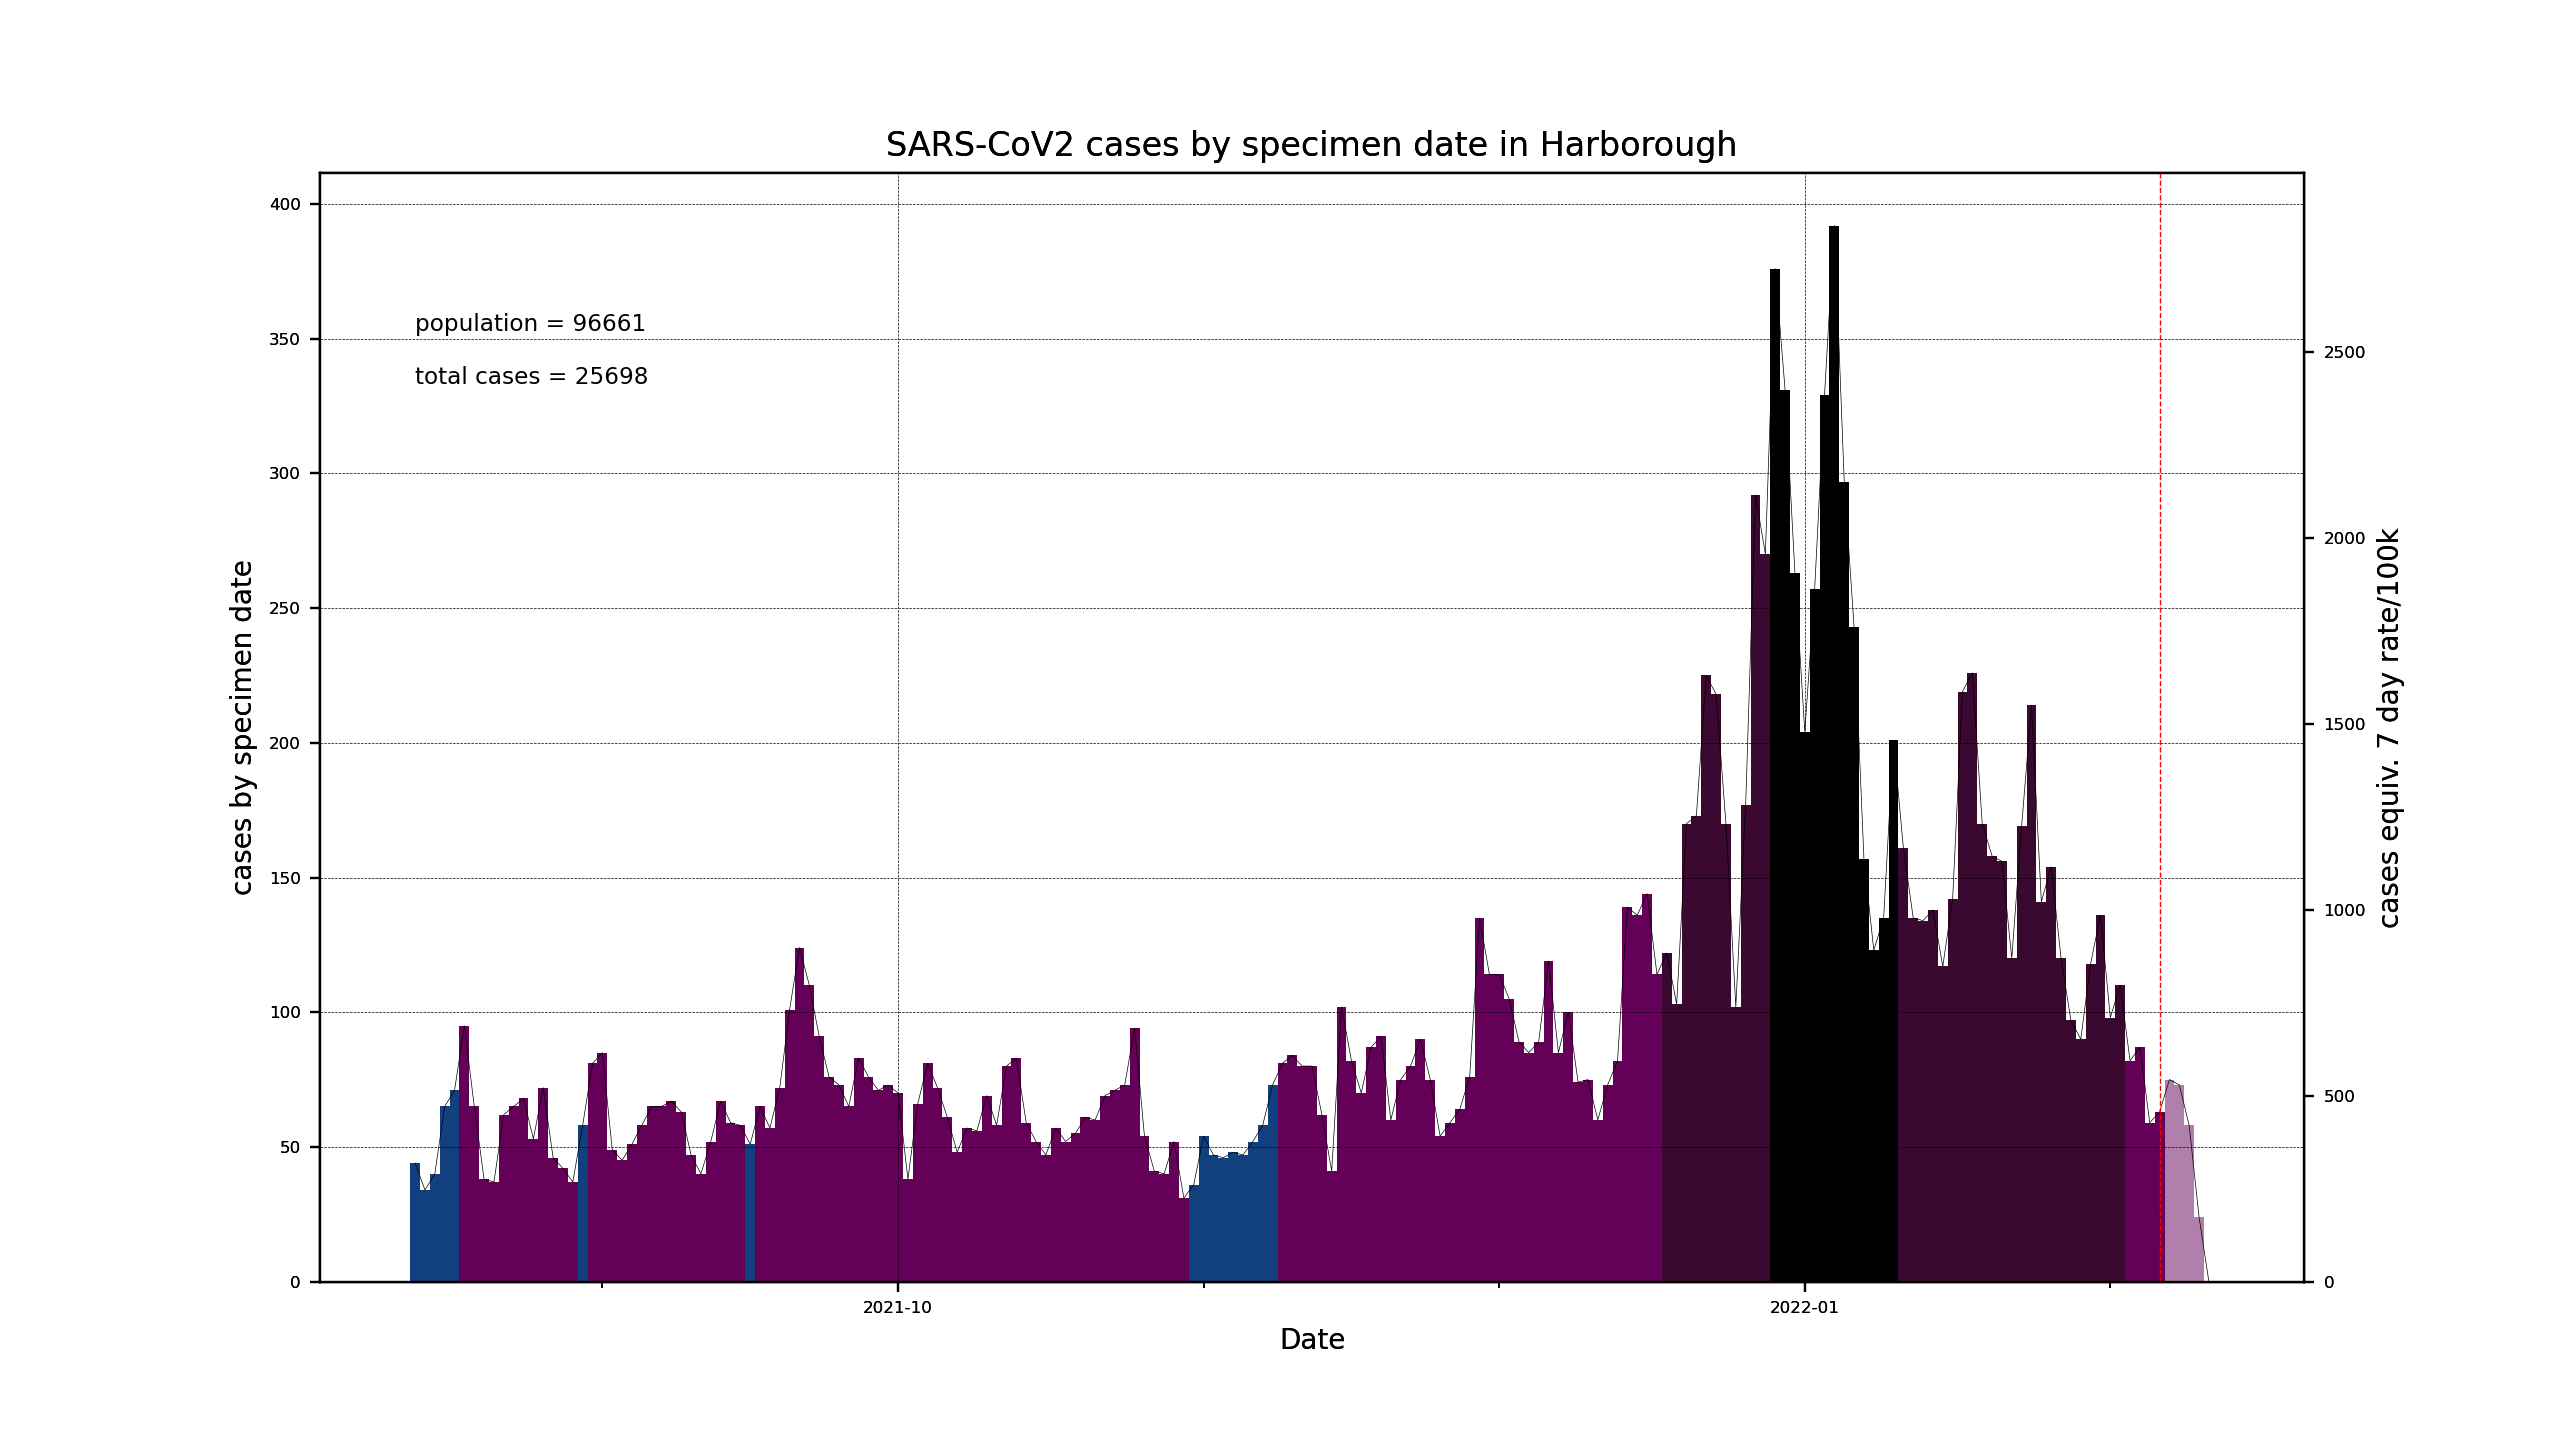 SARS-CoV2 cases by specimen date in Harborough
population = 96661
total cases = 25698
cases by specimen date
400
350
300
250
200
150
100
50
0
2500
2000
1500
1000
500
0
cases equiv. 7 day rate/100k
2021-10
2022-01
Date